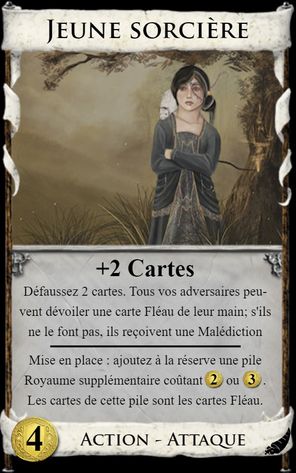 Jeune sorcière
+2 Cartes
Défaussez 2 cartes. Tous vos adversaires peu-
vent dévoiler une carte Fléau de leur main; s'ils
ne le font pas, ils reçoivent une Malédiction
Mise en place : ajoutez à la réserve une pile
Royaume supplémentaire coûtant 2 ou 3.
Les cartes de cette pile sont les cartes Fléau.
4 Action - Attaque